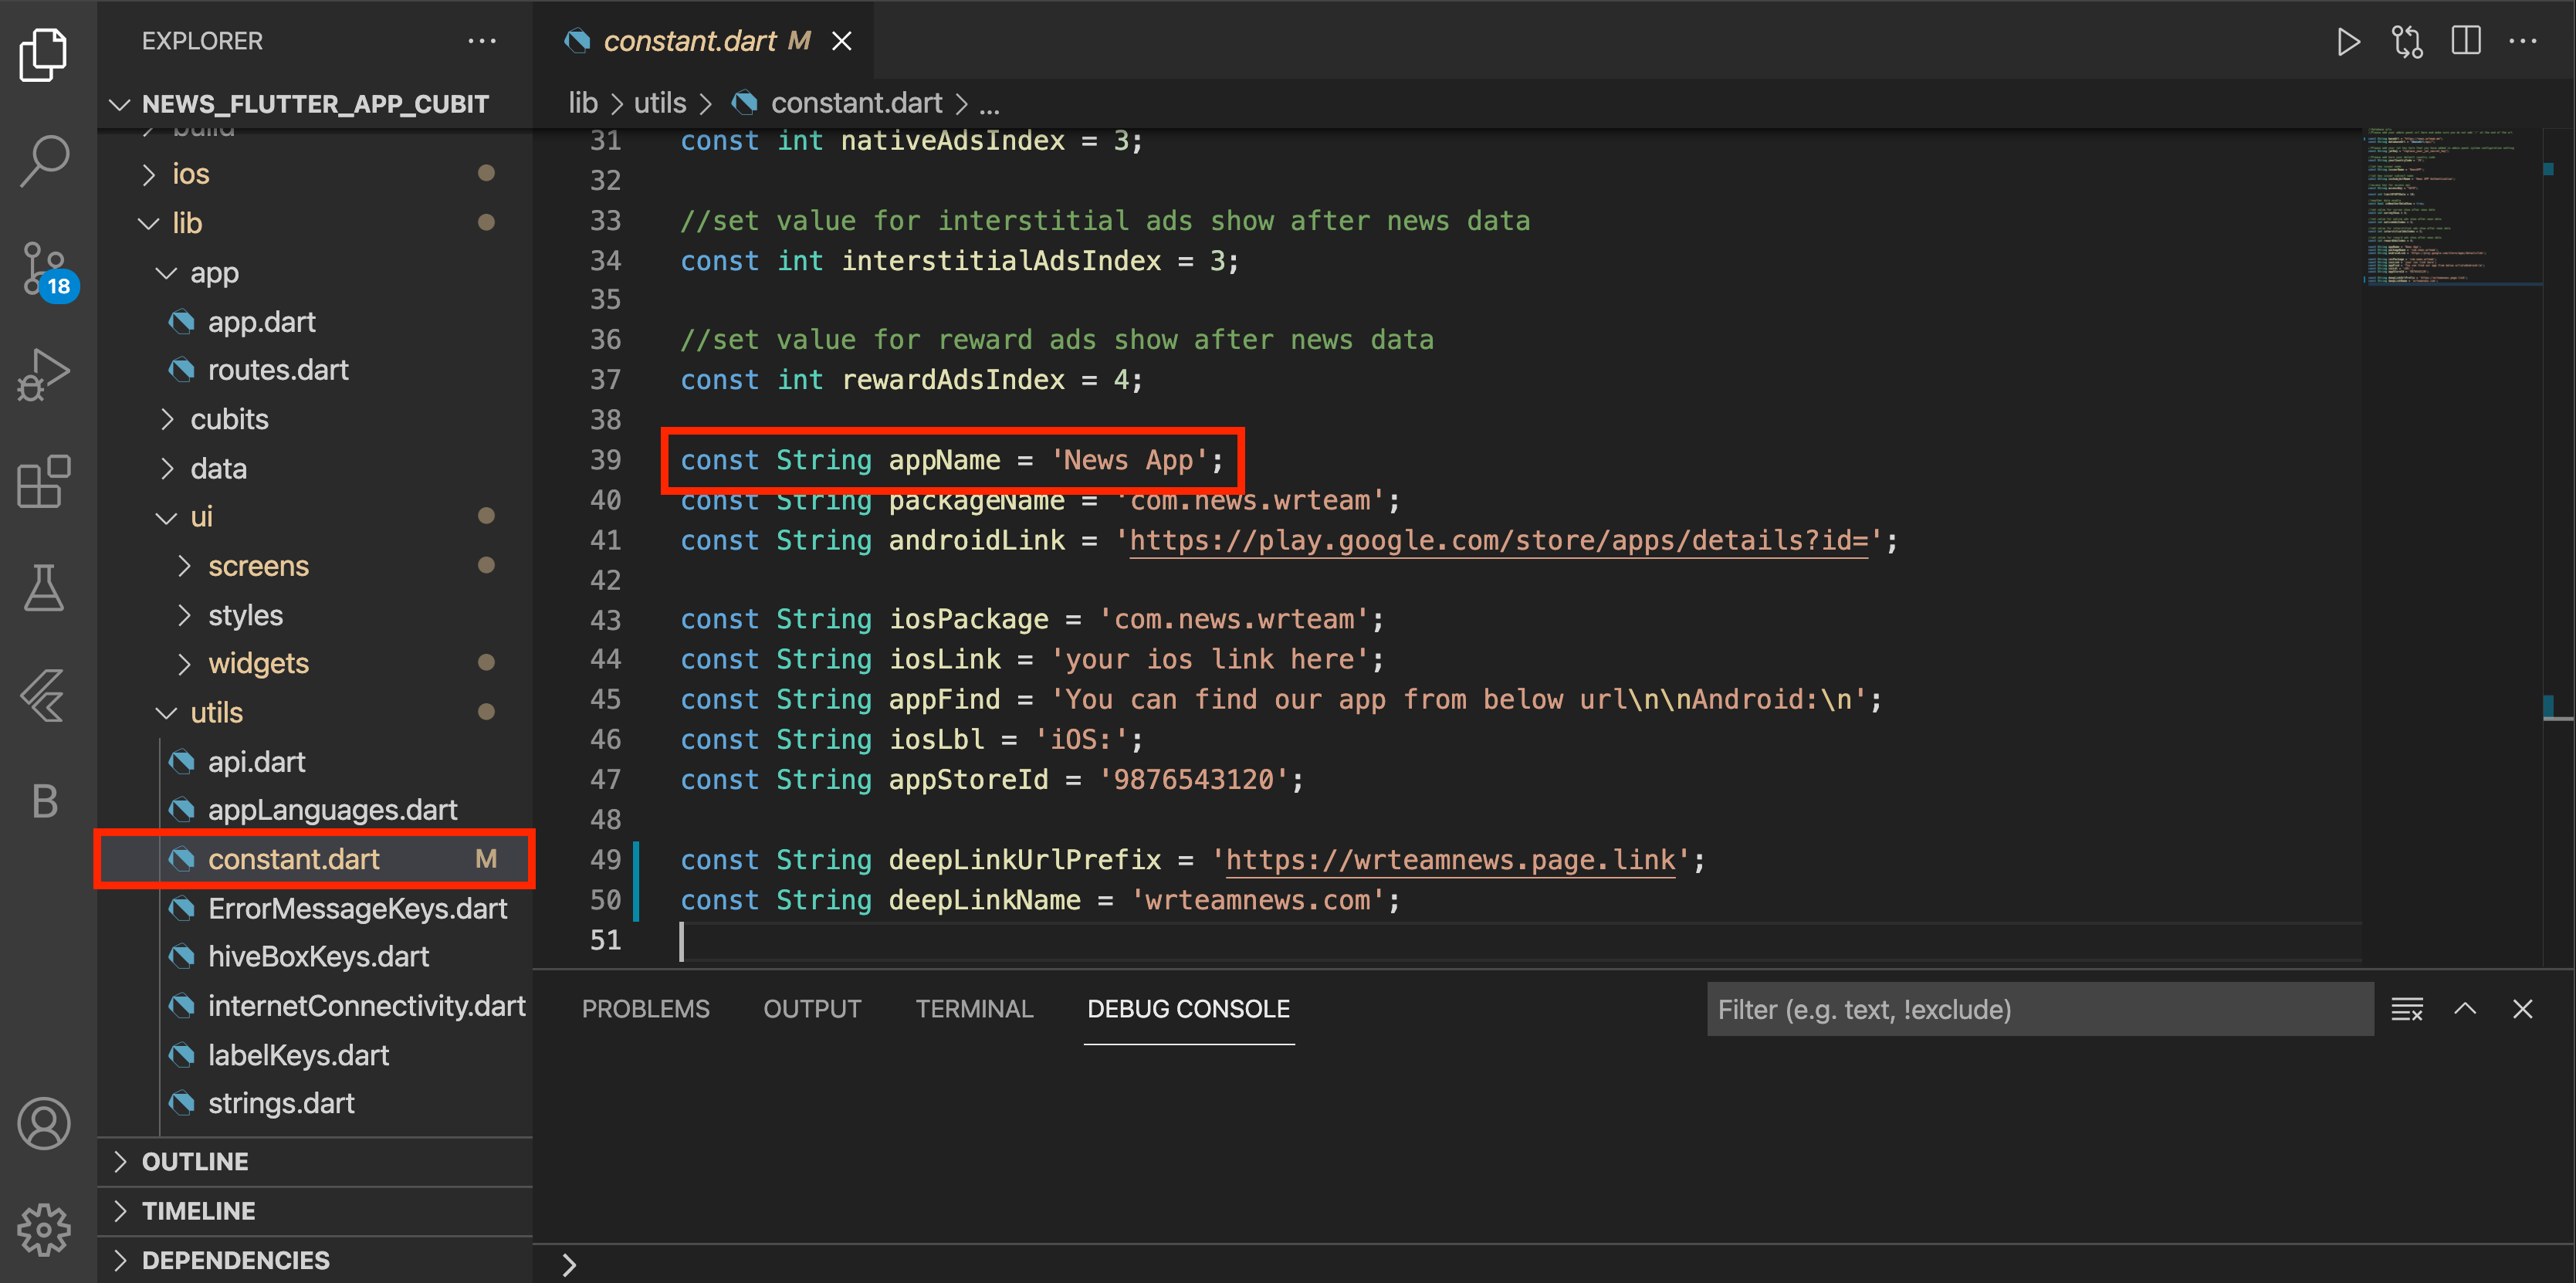 EXPLORER
NEWS_FLUTTER_APP_CUBIT
build
ios
lib
app
app.dart
routes.dart
cubits
data
ui
screens
styles
widgets
utils
api.dart
appLanguages.dart
constant.dart M
ErrorMessageKeys.dart
hiveBoxKeys.dart
internetConnectivity.dart
labelKeys.dart
strings.dart
OUTLINE
TIMELINE
DEPENDENCIES
18
B
constant.dart M
lib > utils > constant.dart > ...
31 const int nativeAdsIndex = 3;
32
33 //set value for interstitial ads show after news data
34 const int interstitialAdsIndex = 3;
35
36 //set value for reward ads show after news data
37 const int rewardAdsIndex = 4;
38
39 const String appName = 'News App';
40 const String packageName = 'com.news.wrteam';
41 const String androidLink = 'https://play.google.com/store/apps/details?id=';
42
43 const String iosPackage = 'com.news.wrteam';
44 const String iosLink = 'your ios link here';
45 const String appFind = 'You can find our app from below url\n\nAndroid:\n';
46 const String iosLbl = 'iOS:';
47 const String appStoreId = '9876543120';
48
49 const String deepLinkUrlPrefix = 'https://wrteamnews.page.link';
50 const String deepLinkName = 'wrteamnews.com';
51
PROBLEMS OUTPUT TERMINAL DEBUG CONSOLE
Filter (e.g. text, !exclude)